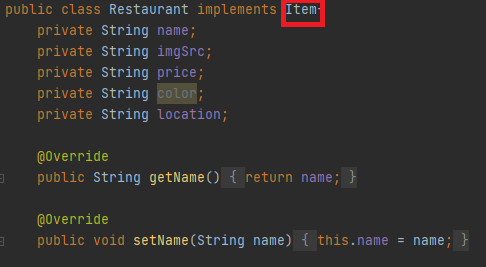 public class Restaurant implements Item{
private String name;
private String imgSrc;
private String price;
private String color;
private String location;
@Override
public String getName() { return name; }
@Override
public void setName(String name) { this.name = name; }